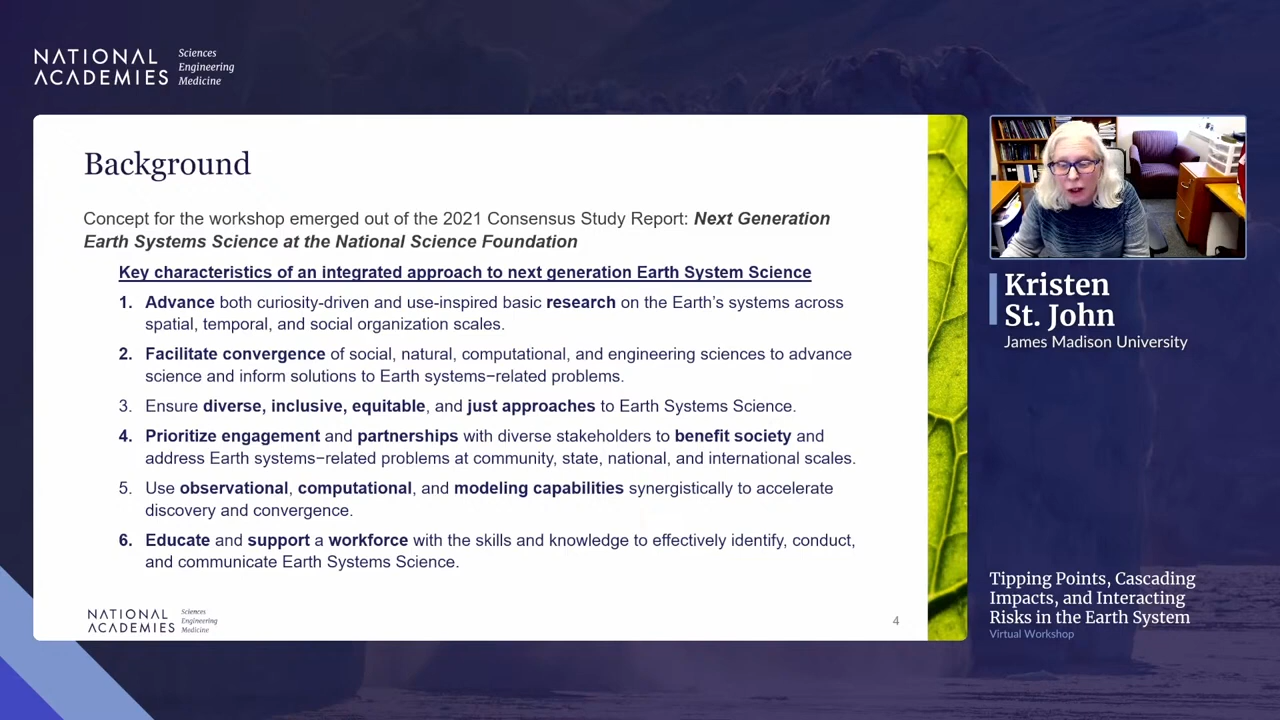 NATIONAL
ACADEMIES
Sciences
Engineering
Medicine
Background
Concept for the workshop emerged out of the 2021 Consensus Study Report: Next Generation
Earth Systems Science at the National Science Foundation
Key characteristics of an integrated approach to next generation Earth System Science
1. Advance both curiosity-driven and use-inspired basic research on the Earth's systems across
spatial, temporal, and social organization scales.
2. Facilitate convergence of social, natural, computational, and engineering sciences to advance
science and inform solutions to Earth systems−related problems.
3. Ensure diverse, inclusive, equitable, and just approaches to Earth Systems Science.
4. Prioritize engagement and partnerships with diverse stakeholders to benefit society and
address Earth systems−related problems at community, state, national, and international scales.
5. Use observational, computational, and modeling capabilities synergistically to accelerate
discovery and convergence.
6. Educate and support a workforce with the skills and knowledge to effectively identify, conduct,
and communicate Earth Systems Science.
NATIONAL
ACADEMIES
Sciences
Engineering
Medicine
4
Kristen
St. John
James Madison University
Tipping Points, Cascading
Impacts, and Interacting
Risks in the Earth System
Virtual Workshop